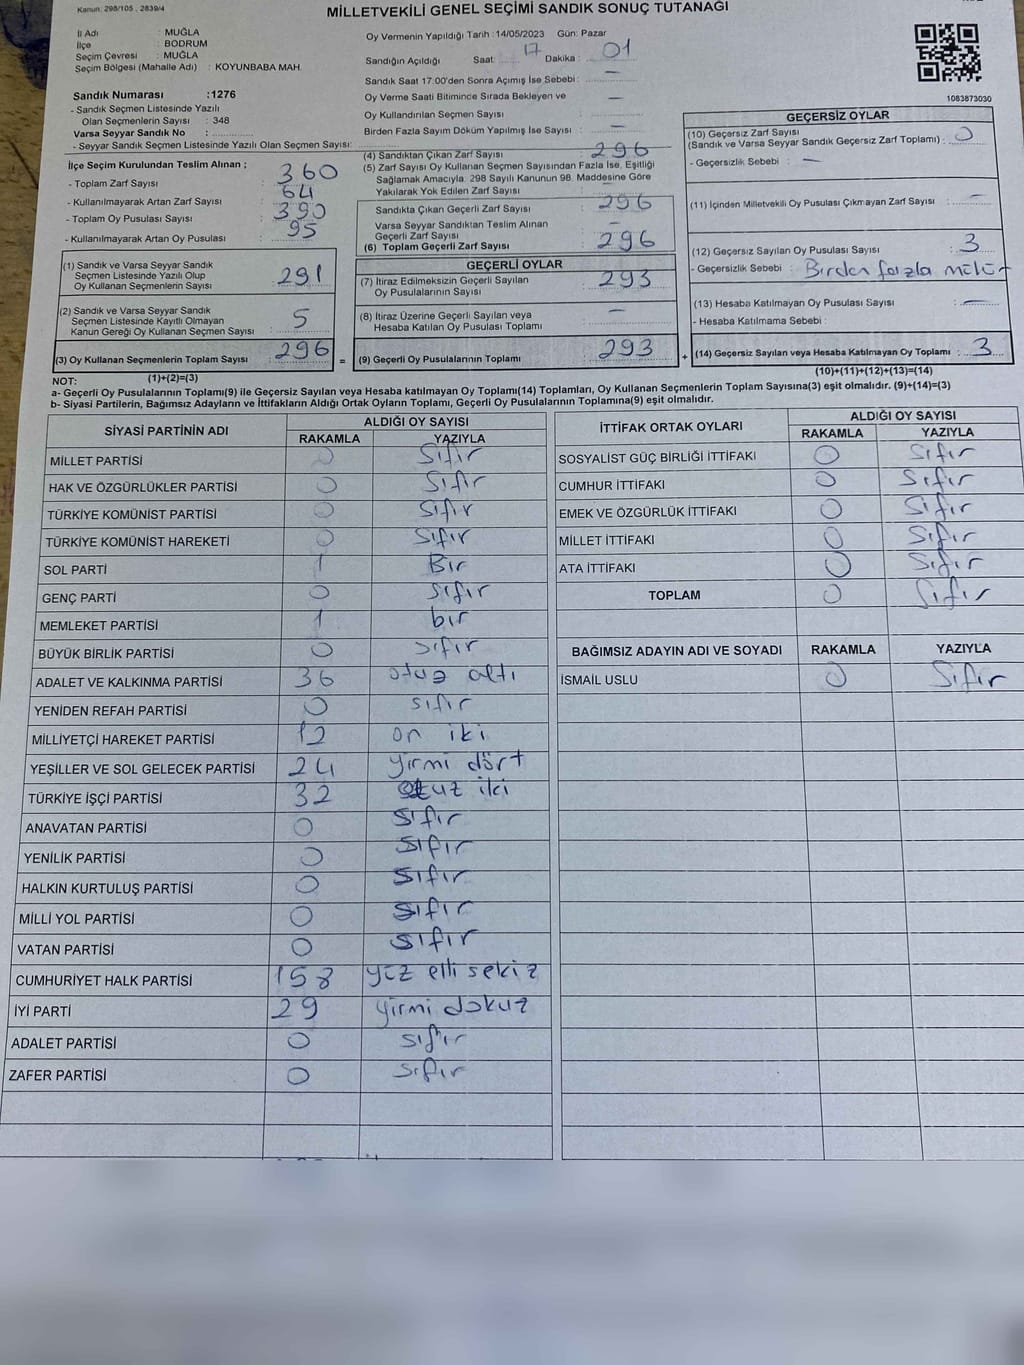 Kanun: 298/105 , 2839/4
MİLLETVEKİLİ GENEL SEÇİMİ SANDIK SONUÇ TUTANAĞI
İl Adı : MUĞLA
İlçe : BODRUM
Seçim Çevresi : MUĞLA
Seçim Bölgesi (Mahalle Adı) : KOYUNBABA MAH.
Sandık Numarası :1276
- Sandık Seçmen Listesinde Yazılı
Olan Seçmenlerin Sayısı : 348
Varsa Seyyar Sandık No :
- Seyyar Sandık Seçmen Listesinde Yazılı Olan Seçmen Sayısı:
Oy Vermenin Yapıldığı Tarih :14/05/2023 Gün: Pazar
Sandığın Açıldığı Saat : 17 Dakika : 01
Sandık Saat 17:00'den Sonra Açımış İse Sebebi : —
Oy Verme Saati Bitiminde Sırada Bekleyen ve —
Oy Kullandırılan Seçmen Sayısı :
Birden Fazla Sayım Döküm Yapılmış İse Sayısı : —
1083873030
İlçe Seçim Kurulundan Teslim Alınan ;
- Toplam Zarf Sayısı : 360
- Kullanılmayarak Artan Zarf Sayısı : 64
- Toplam Oy Pusulası Sayısı : 390
- Kullanılmayarak Artan Oy Pusulası : 95
(1) Sandık ve Varsa Seyyar Sandık
Seçmen Listesinde Yazılı Olup
Oy Kullanan Seçmenlerin Sayısı : 291
(2) Sandık ve Varsa Seyyar Sandık
Seçmen Listesinde Kayıtlı Olmayan
Kanun Gereği Oy Kullanan Seçmen Sayısı : 5
(3) Oy Kullanan Seçmenlerin Toplam Sayısı : 296 =
(1)+(2)=(3)
(4) Sandıktan Çıkan Zarf Sayısı : 296
(5) Zarf Sayısı Oy Kullanan Seçmen Sayısından Fazla İse, Eşitliği
Sağlamak Amacıyla, 298 Sayılı Kanunun 98. Maddesine Göre
Yakılarak Yok Edilen Zarf Sayısı :
Sandıkta Çıkan Geçerli Zarf Sayısı : 296
Varsa Seyyar Sandıktan Teslim Alınan
Geçerli Zarf Sayısı :
(6) Toplam Geçerli Zarf Sayısı : 296
GEÇERLİ OYLAR
(7) İtiraz Edilmeksizin Geçerli Sayılan
Oy Pusulalarının Sayısı : 293
(8) İtiraz Üzerine Geçerli Sayılan veya
Hesaba Katılan Oy Pusulası Toplamı : —
(9) Geçerli Oy Pusulalarının Toplamı : 293 +
GEÇERSİZ OYLAR
(10) Geçersiz Zarf Sayısı
(Sandık ve Varsa Seyyar Sandık Geçersiz Zarf Toplamı) : 0
- Geçersizlik Sebebi : —
(11) İçinden Milletvekili Oy Pusulası Çıkmayan Zarf Sayısı : —
(12) Geçersiz Sayılan Oy Pusulası Sayısı : 3
- Geçersizlik Sebebi : Birden fazla mühür
(13) Hesaba Katılmayan Oy Pusulası Sayısı : —
- Hesaba Katılmama Sebebi :
(14) Geçersiz Sayılan veya Hesaba Katılmayan Oy Toplamı : 3
(10)+(11)+(12)+(13)=(14)
NOT:
a- Geçerli Oy Pusulalarının Toplamı(9) ile Geçersiz Sayılan veya Hesaba katılmayan Oy Toplamı(14) Toplamları, Oy Kullanan Seçmenlerin Toplam Sayısına(3) eşit olmalıdır. (9)+(14)=(3)
b- Siyasi Partilerin, Bağımsız Adayların ve İttifakların Aldığı Ortak Oyların Toplamı, Geçerli Oy Pusulalarının Toplamına(9) eşit olmalıdır.
SİYASİ PARTİNİN ADI ALDIĞI OY SAYISI
RAKAMLA YAZIYLA
MİLLET PARTİSİ 0 Sıfır
HAK VE ÖZGÜRLÜKLER PARTİSİ 0 Sıfır
TÜRKİYE KOMÜNİST PARTİSİ 0 Sıfır
TÜRKİYE KOMÜNİST HAREKETİ 0 Sıfır
SOL PARTİ 1 Bir
GENÇ PARTİ 0 sıfır
MEMLEKET PARTİSİ 1 bir
BÜYÜK BİRLİK PARTİSİ 0 sıfır
ADALET VE KALKINMA PARTİSİ 36 otuz altı
YENİDEN REFAH PARTİSİ 0 sıfır
MİLLİYETÇİ HAREKET PARTİSİ 12 on iki
YEŞİLLER VE SOL GELECEK PARTİSİ 24 yirmi dört
TÜRKİYE İŞÇİ PARTİSİ 32 otuz iki
ANAVATAN PARTİSİ 0 sıfır
YENİLİK PARTİSİ 0 sıfır
HALKIN KURTULUŞ PARTİSİ 0 sıfır
MİLLİ YOL PARTİSİ 0 sıfır
VATAN PARTİSİ 0 sıfır
CUMHURİYET HALK PARTİSİ 158 yüz elli sekiz
İYİ PARTİ 29 yirmi dokuz
ADALET PARTİSİ 0 sıfır
ZAFER PARTİSİ 0 sıfır
İTTİFAK ORTAK OYLARI ALDIĞI OY SAYISI
RAKAMLA YAZIYLA
SOSYALİST GÜÇ BİRLİĞİ İTTİFAKI 0 Sıfır
CUMHUR İTTİFAKI 0 Sıfır
EMEK VE ÖZGÜRLÜK İTTİFAKI 0 Sıfır
MİLLET İTTİFAKI 0 Sıfır
ATA İTTİFAKI 0 Sıfır
TOPLAM 0 Sıfır
BAĞIMSIZ ADAYIN ADI VE SOYADI RAKAMLA YAZIYLA
İSMAİL USLU 0 Sıfır